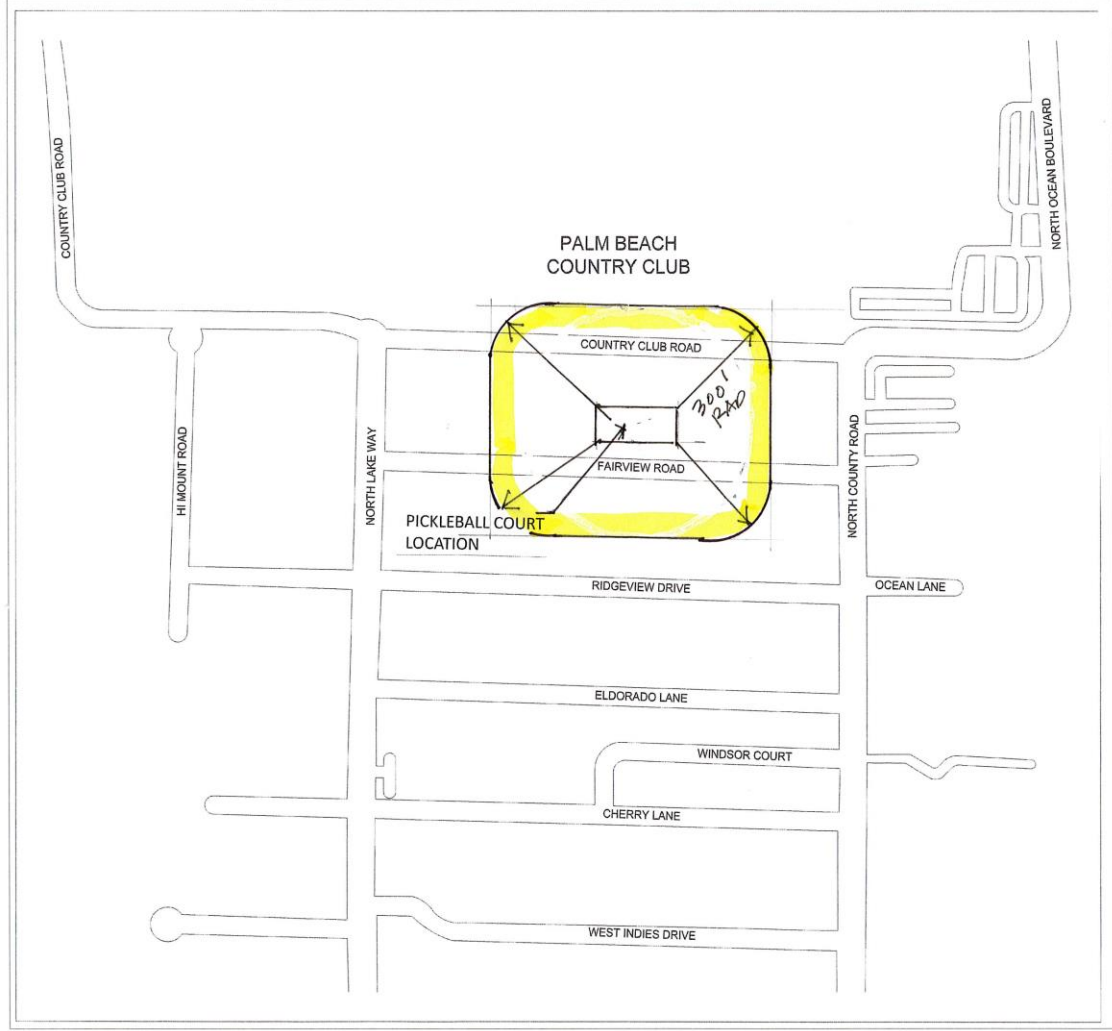 COUNTRY CLUB ROAD
NORTH OCEAN BOULEVARD
PALM BEACH
COUNTRY CLUB
COUNTRY CLUB ROAD
300'
RAD
HI MOUNT ROAD
NORTH LAKE WAY
FAIRVIEW ROAD
NORTH COUNTY ROAD
PICKLEBALL COURT
LOCATION
RIDGEVIEW DRIVE
OCEAN LANE
ELDORADO LANE
WINDSOR COURT
CHERRY LANE
WEST INDIES DRIVE